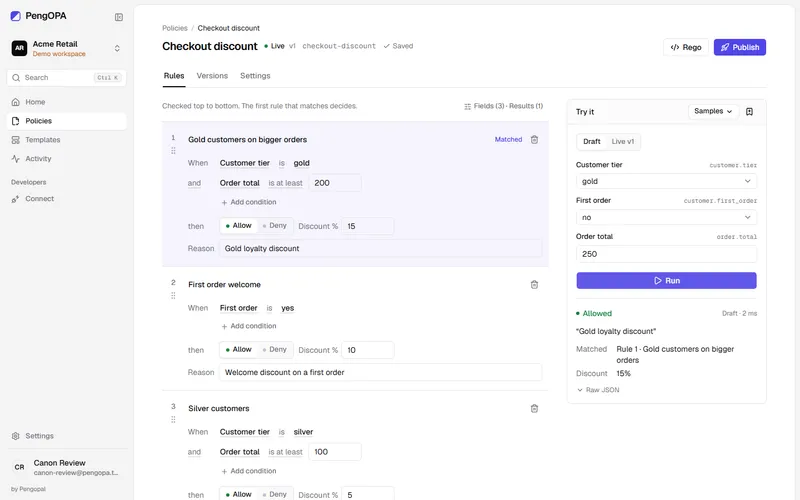 PengOPA
AR
Acme Retail
Demo workspace
Search
Ctrl K
Home
Policies
Templates
Activity
Developers
Connect
Settings
CR
Canon Review
canon-review@pengopa.t...
by Pengopal
Policies / Checkout discount
Checkout discount
Live v1 checkout-discount Saved
</> Rego
Publish
Rules Versions Settings
Checked top to bottom. The first rule that matches decides.
Fields (3) · Results (1)
1 Gold customers on bigger orders Matched
When Customer tier is gold
and Order total is at least 200
+ Add condition
then Allow Deny Discount % 15
Reason Gold loyalty discount
2 First order welcome
When First order is yes
+ Add condition
then Allow Deny Discount % 10
Reason Welcome discount on a first order
3 Silver customers
When Customer tier is silver
and Order total is at least 100
+ Add condition
then Allow Deny Discount % 5
Try it
Samples
Draft Live v1
Customer tier customer.tier
gold
First order customer.first_order
no
Order total order.total
250
Run
Allowed Draft · 2 ms
"Gold loyalty discount"
Matched Rule 1 · Gold customers on bigger
orders
Discount 15%
Raw JSON